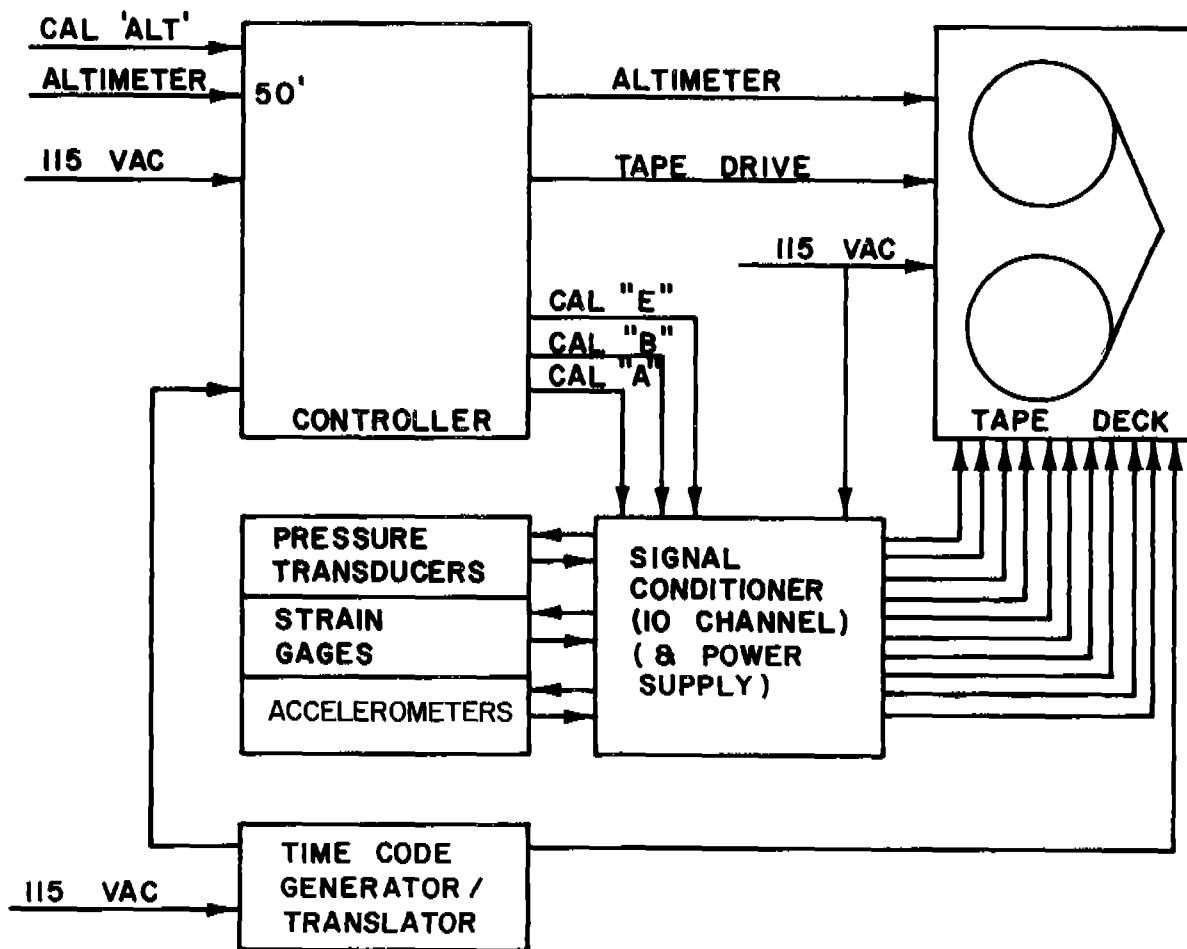 CAL 'ALT'
ALTIMETER
50'
115 VAC
ALTIMETER
TAPE DRIVE
115 VAC
CAL "E"
CAL "B"
CAL "A"
CONTROLLER
TAPE DECK
PRESSURE
TRANSDUCERS
STRAIN
GAGES
ACCELEROMETERS
SIGNAL
CONDITIONER
(10 CHANNEL)
(& POWER
SUPPLY)
TIME CODE
GENERATOR/
TRANSLATOR
115 VAC